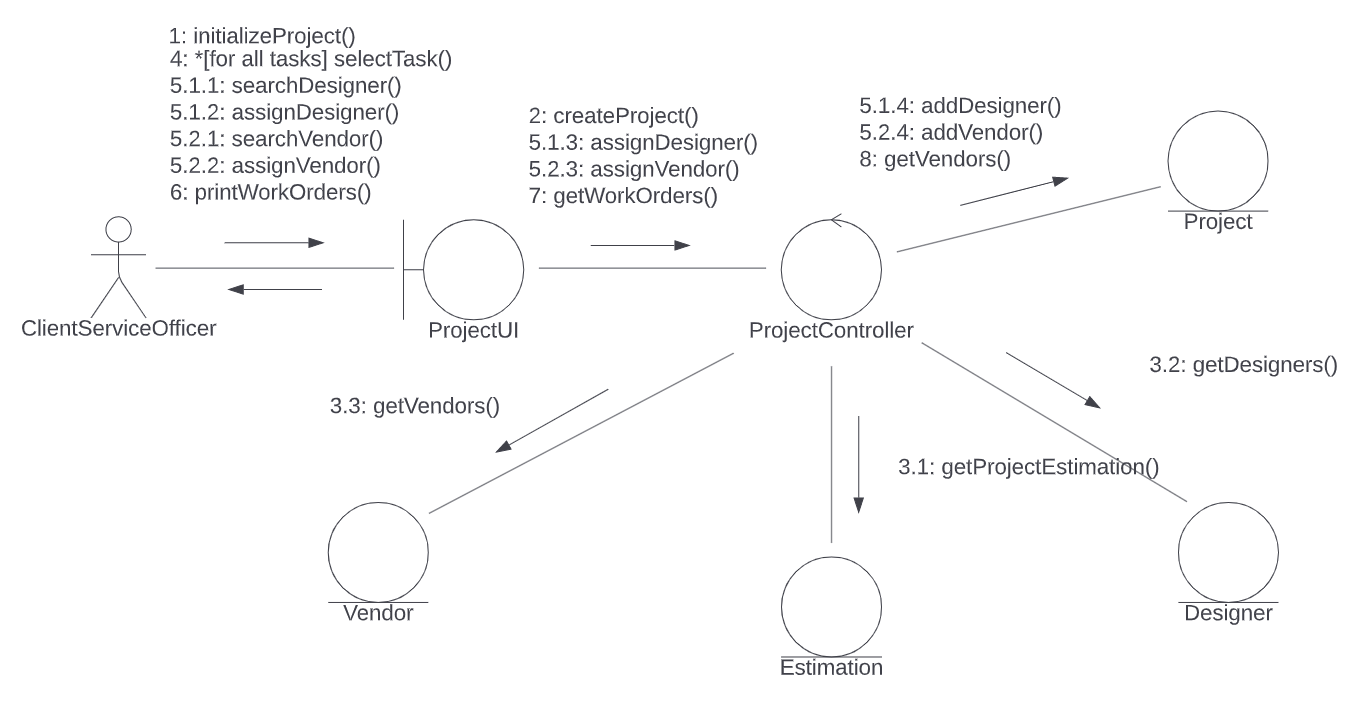 1: initializeProject()
4: *[for all tasks] selectTask()
5.1.1: searchDesigner()
5.1.2: assignDesigner()
5.2.1: searchVendor()
5.2.2: assignVendor()
6: printWorkOrders()
2: createProject()
5.1.3: assignDesigner()
5.2.3: assignVendor()
7: getWorkOrders()
5.1.4: addDesigner()
5.2.4: addVendor()
8: getVendors()
Project
ClientServiceOfficer
ProjectUI
ProjectController
3.2: getDesigners()
3.3: getVendors()
3.1: getProjectEstimation()
Vendor
Designer
Estimation